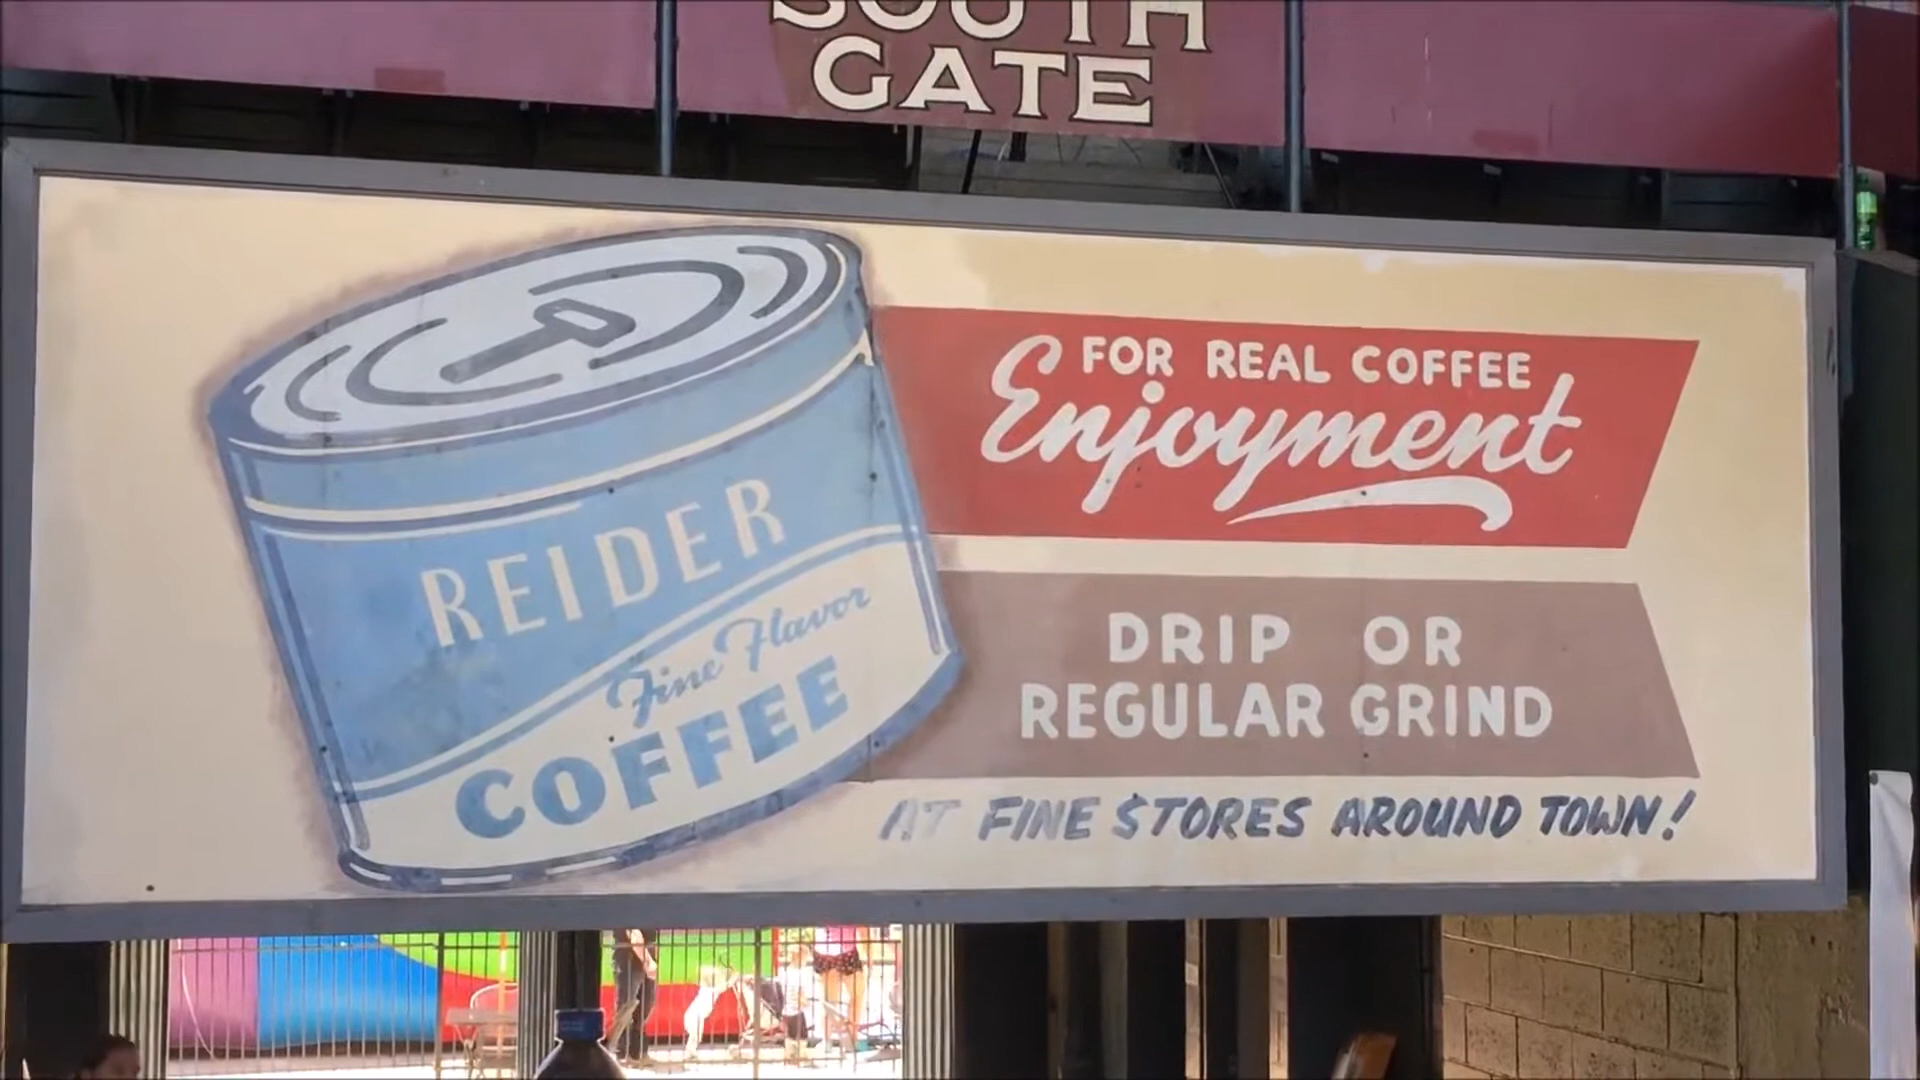 SOUTH
GATE
FOR REAL COFFEE
Enjoyment
REIDER
Fine Flavor
COFFEE
DRIP OR
REGULAR GRIND
AT FINE $TORES AROUND TOWN!